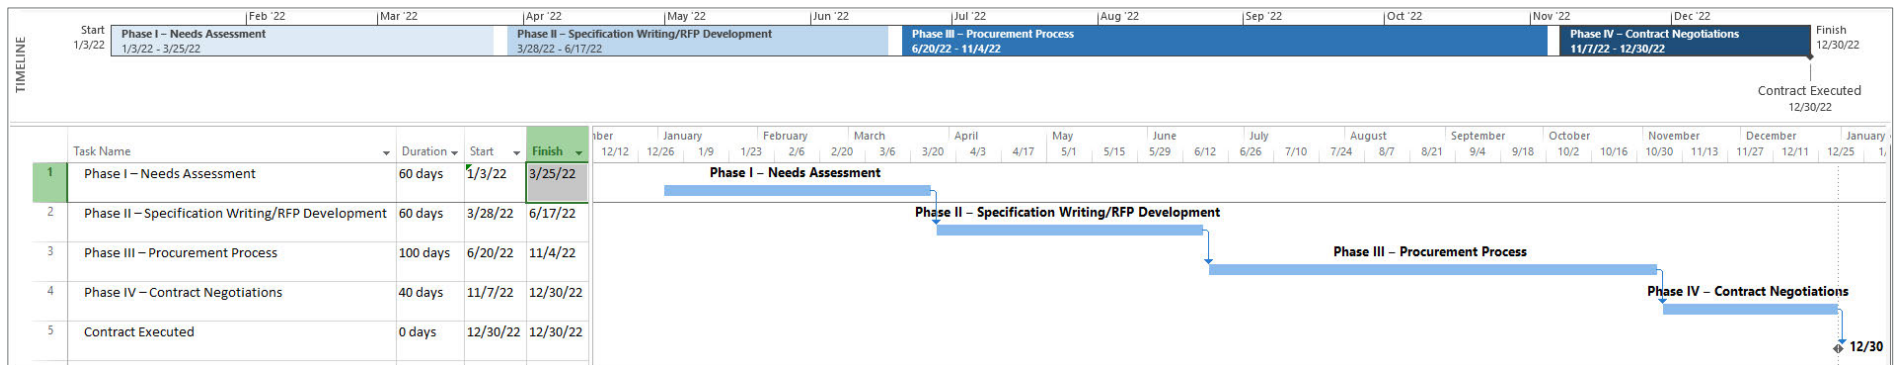 TIMELINE
Feb '22 Mar '22 Apr '22 May '22 Jun '22 Jul '22 Aug '22 Sep '22 Oct '22 Nov '22 Dec '22
Start
1/3/22
Phase I – Needs Assessment
1/3/22 - 3/25/22
Phase II – Specification Writing/RFP Development
3/28/22 - 6/17/22
Phase III – Procurement Process
6/20/22 - 11/4/22
Phase IV – Contract Negotiations
11/7/22 - 12/30/22
Finish
12/30/22
Contract Executed
12/30/22
Task Name Duration Start Finish
1 Phase I – Needs Assessment 60 days 1/3/22 3/25/22
2 Phase II – Specification Writing/RFP Development 60 days 3/28/22 6/17/22
3 Phase III – Procurement Process 100 days 6/20/22 11/4/22
4 Phase IV – Contract Negotiations 40 days 11/7/22 12/30/22
5 Contract Executed 0 days 12/30/22 12/30/22
nber January February March April May June July August September October November December January
12/12 12/26 1/9 1/23 2/6 2/20 3/6 3/20 4/3 4/17 5/1 5/15 5/29 6/12 6/26 7/10 7/24 8/7 8/21 9/4 9/18 10/2 10/16 10/30 11/13 11/27 12/11 12/25 1/
Phase I – Needs Assessment
Phase II – Specification Writing/RFP Development
Phase III – Procurement Process
Phase IV – Contract Negotiations
12/30